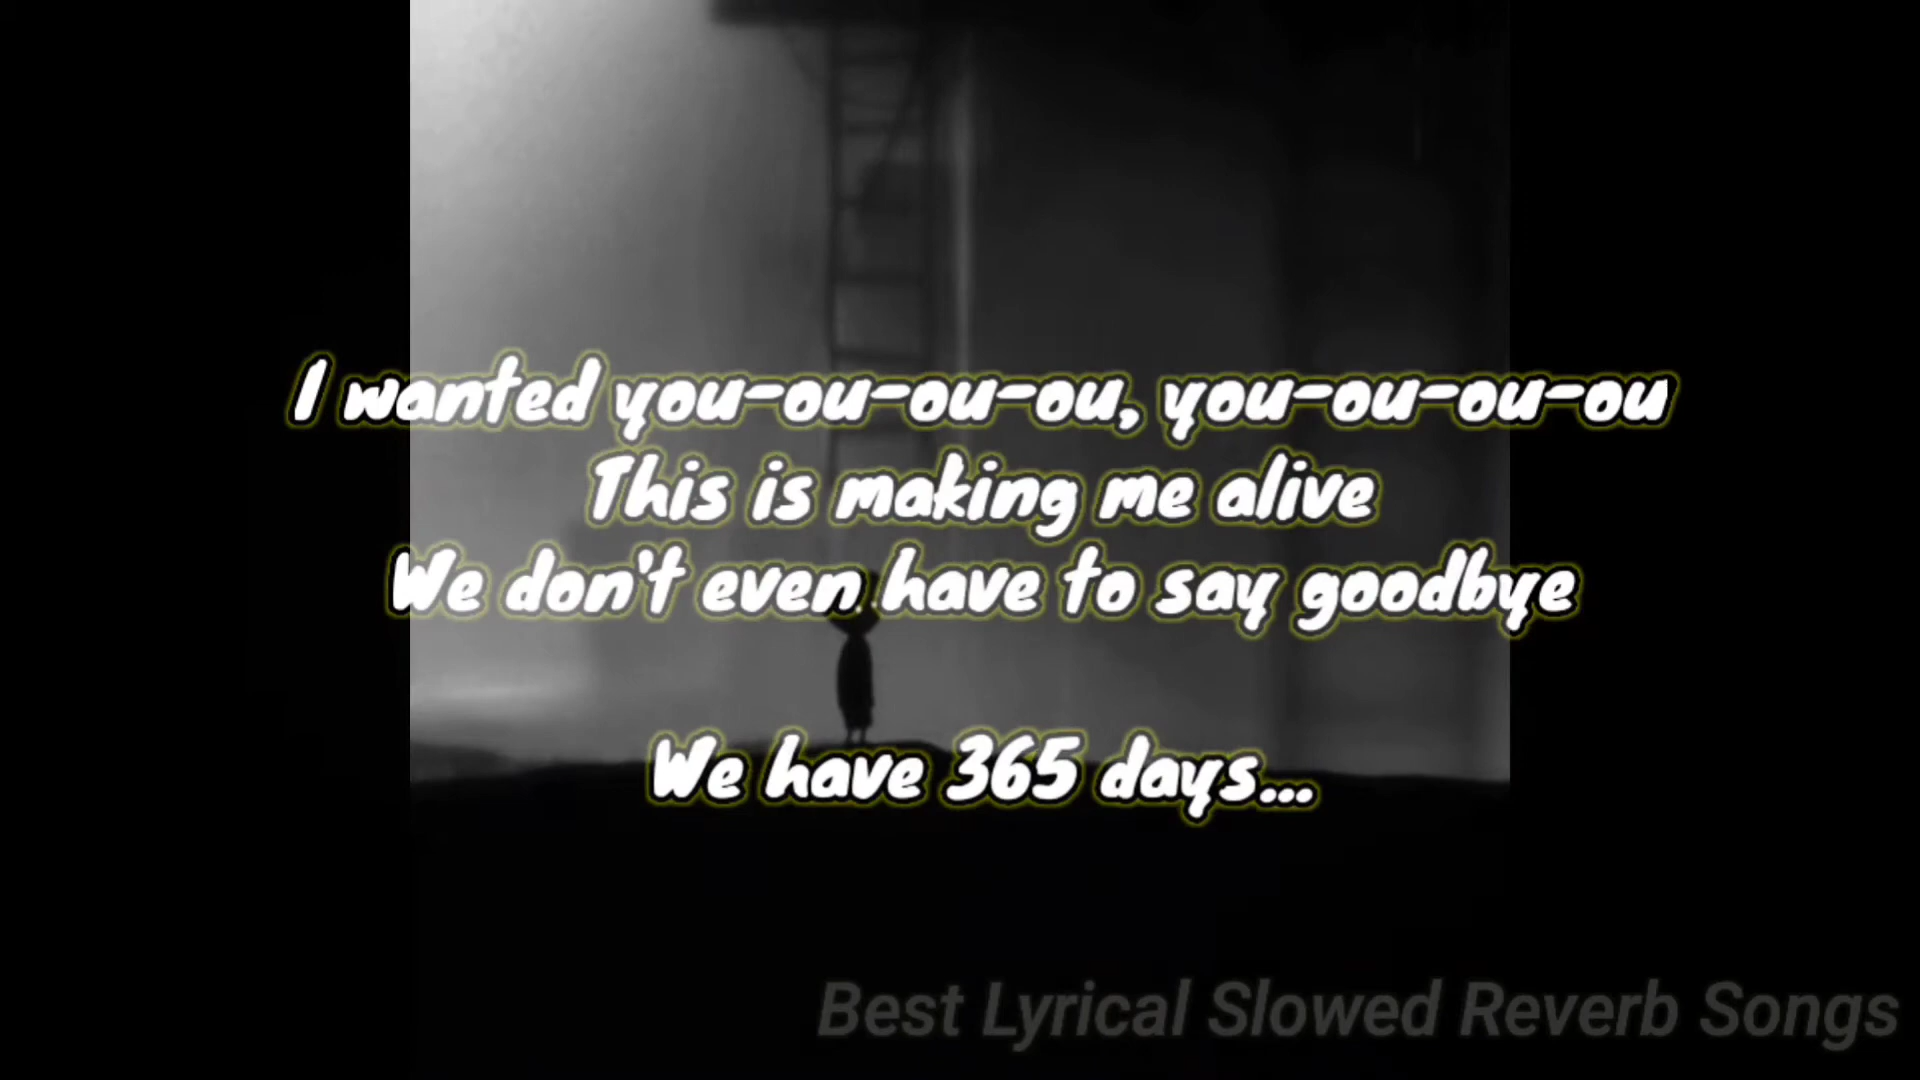 I wanted you-ou-ou-ou, you-ou-ou-ou
This is making me alive
We don't even have to say goodbye
We have 365 days...
Best Lyrical Slowed Reverb Songs